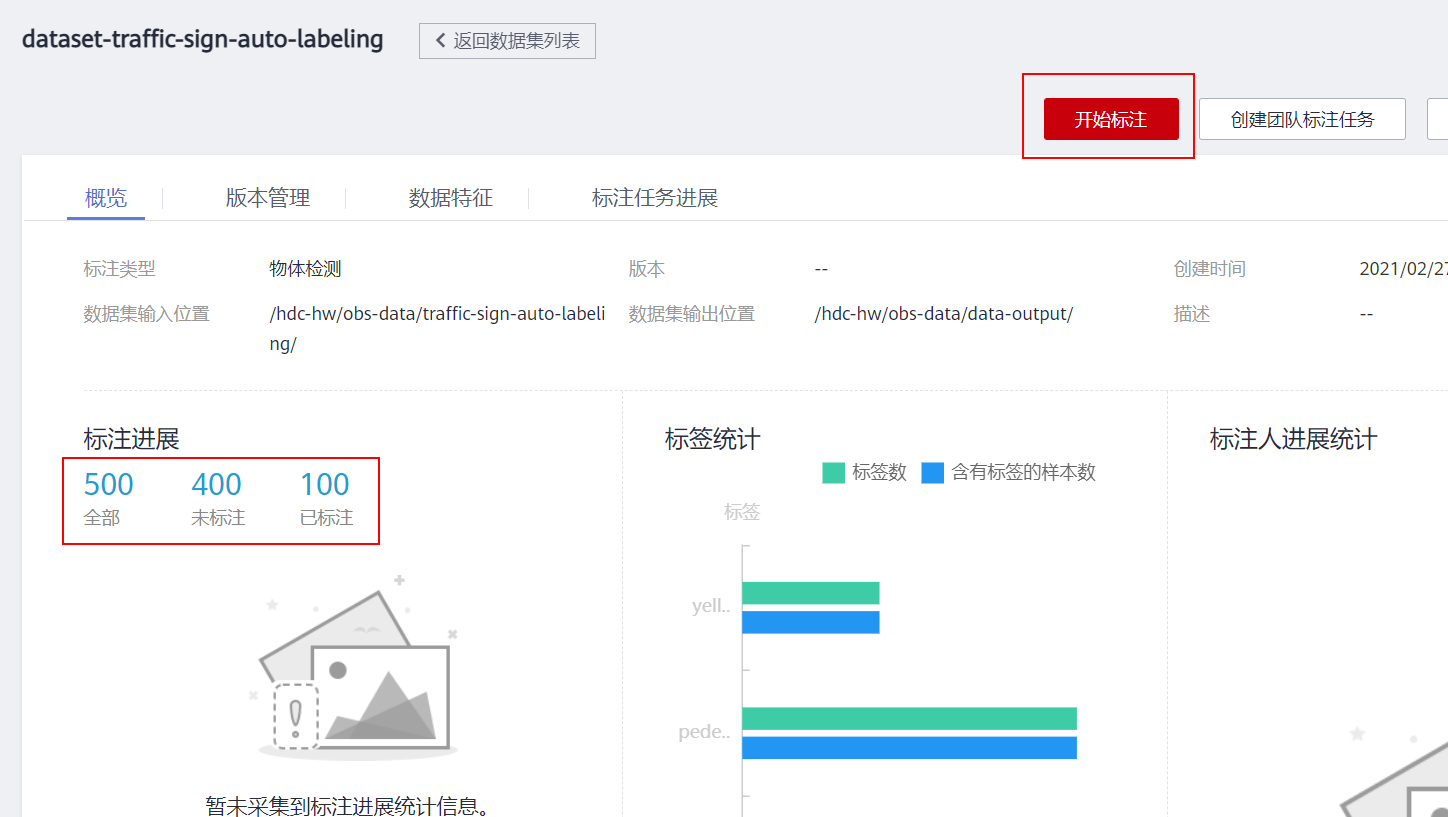 dataset-traffic-sign-auto-labeling
返回数据集列表
开始标注
创建团队标注任务
概览
版本管理
数据特征
标注任务进展
标注类型
物体检测
版本
--
创建时间
2021/02/27
数据集输入位置
/hdc-hw/obs-data/traffic-sign-auto-labeli
ng/
数据集输出位置
/hdc-hw/obs-data/data-output/
描述
--
标注进展
500
400
100
全部
未标注
已标注
暂未采集到标注进展统计信息。
标签统计
标签数
含有标签的样本数
标签
yell..
pede..
标注人进展统计